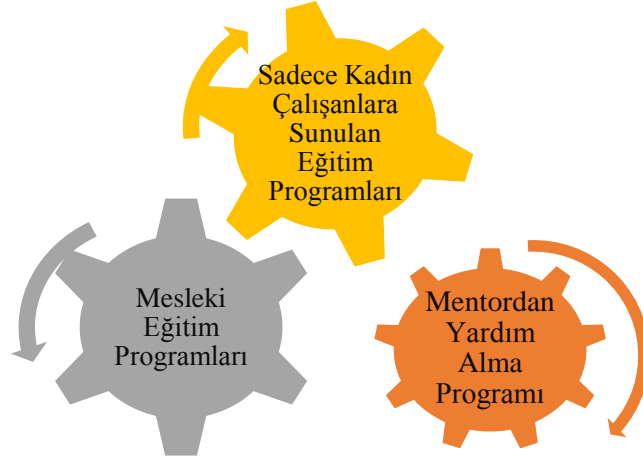 Sadece Kadın
Çalışanlara
Sunulan
Eğitim
Programları
Mesleki
Eğitim
Programları
Mentordan
Yardım
Alma
Programı